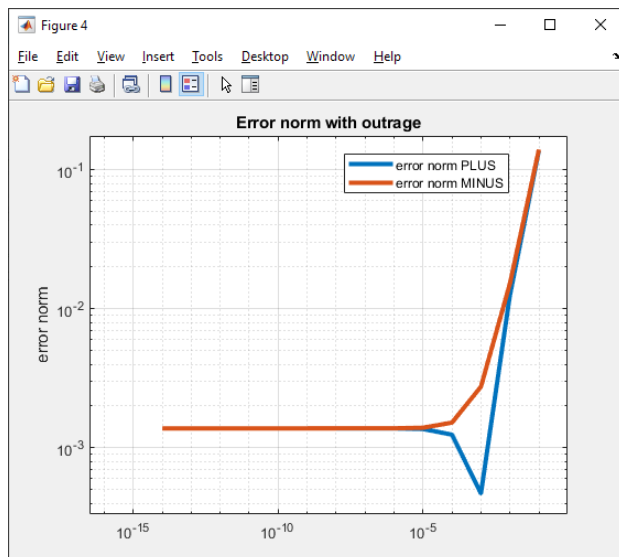 Figure 4
File Edit View Insert Tools Desktop Window Help
Error norm with outrage
error norm PLUS
error norm MINUS
10^-1
10^-2
10^-3
error norm
10^-15 10^-10 10^-5